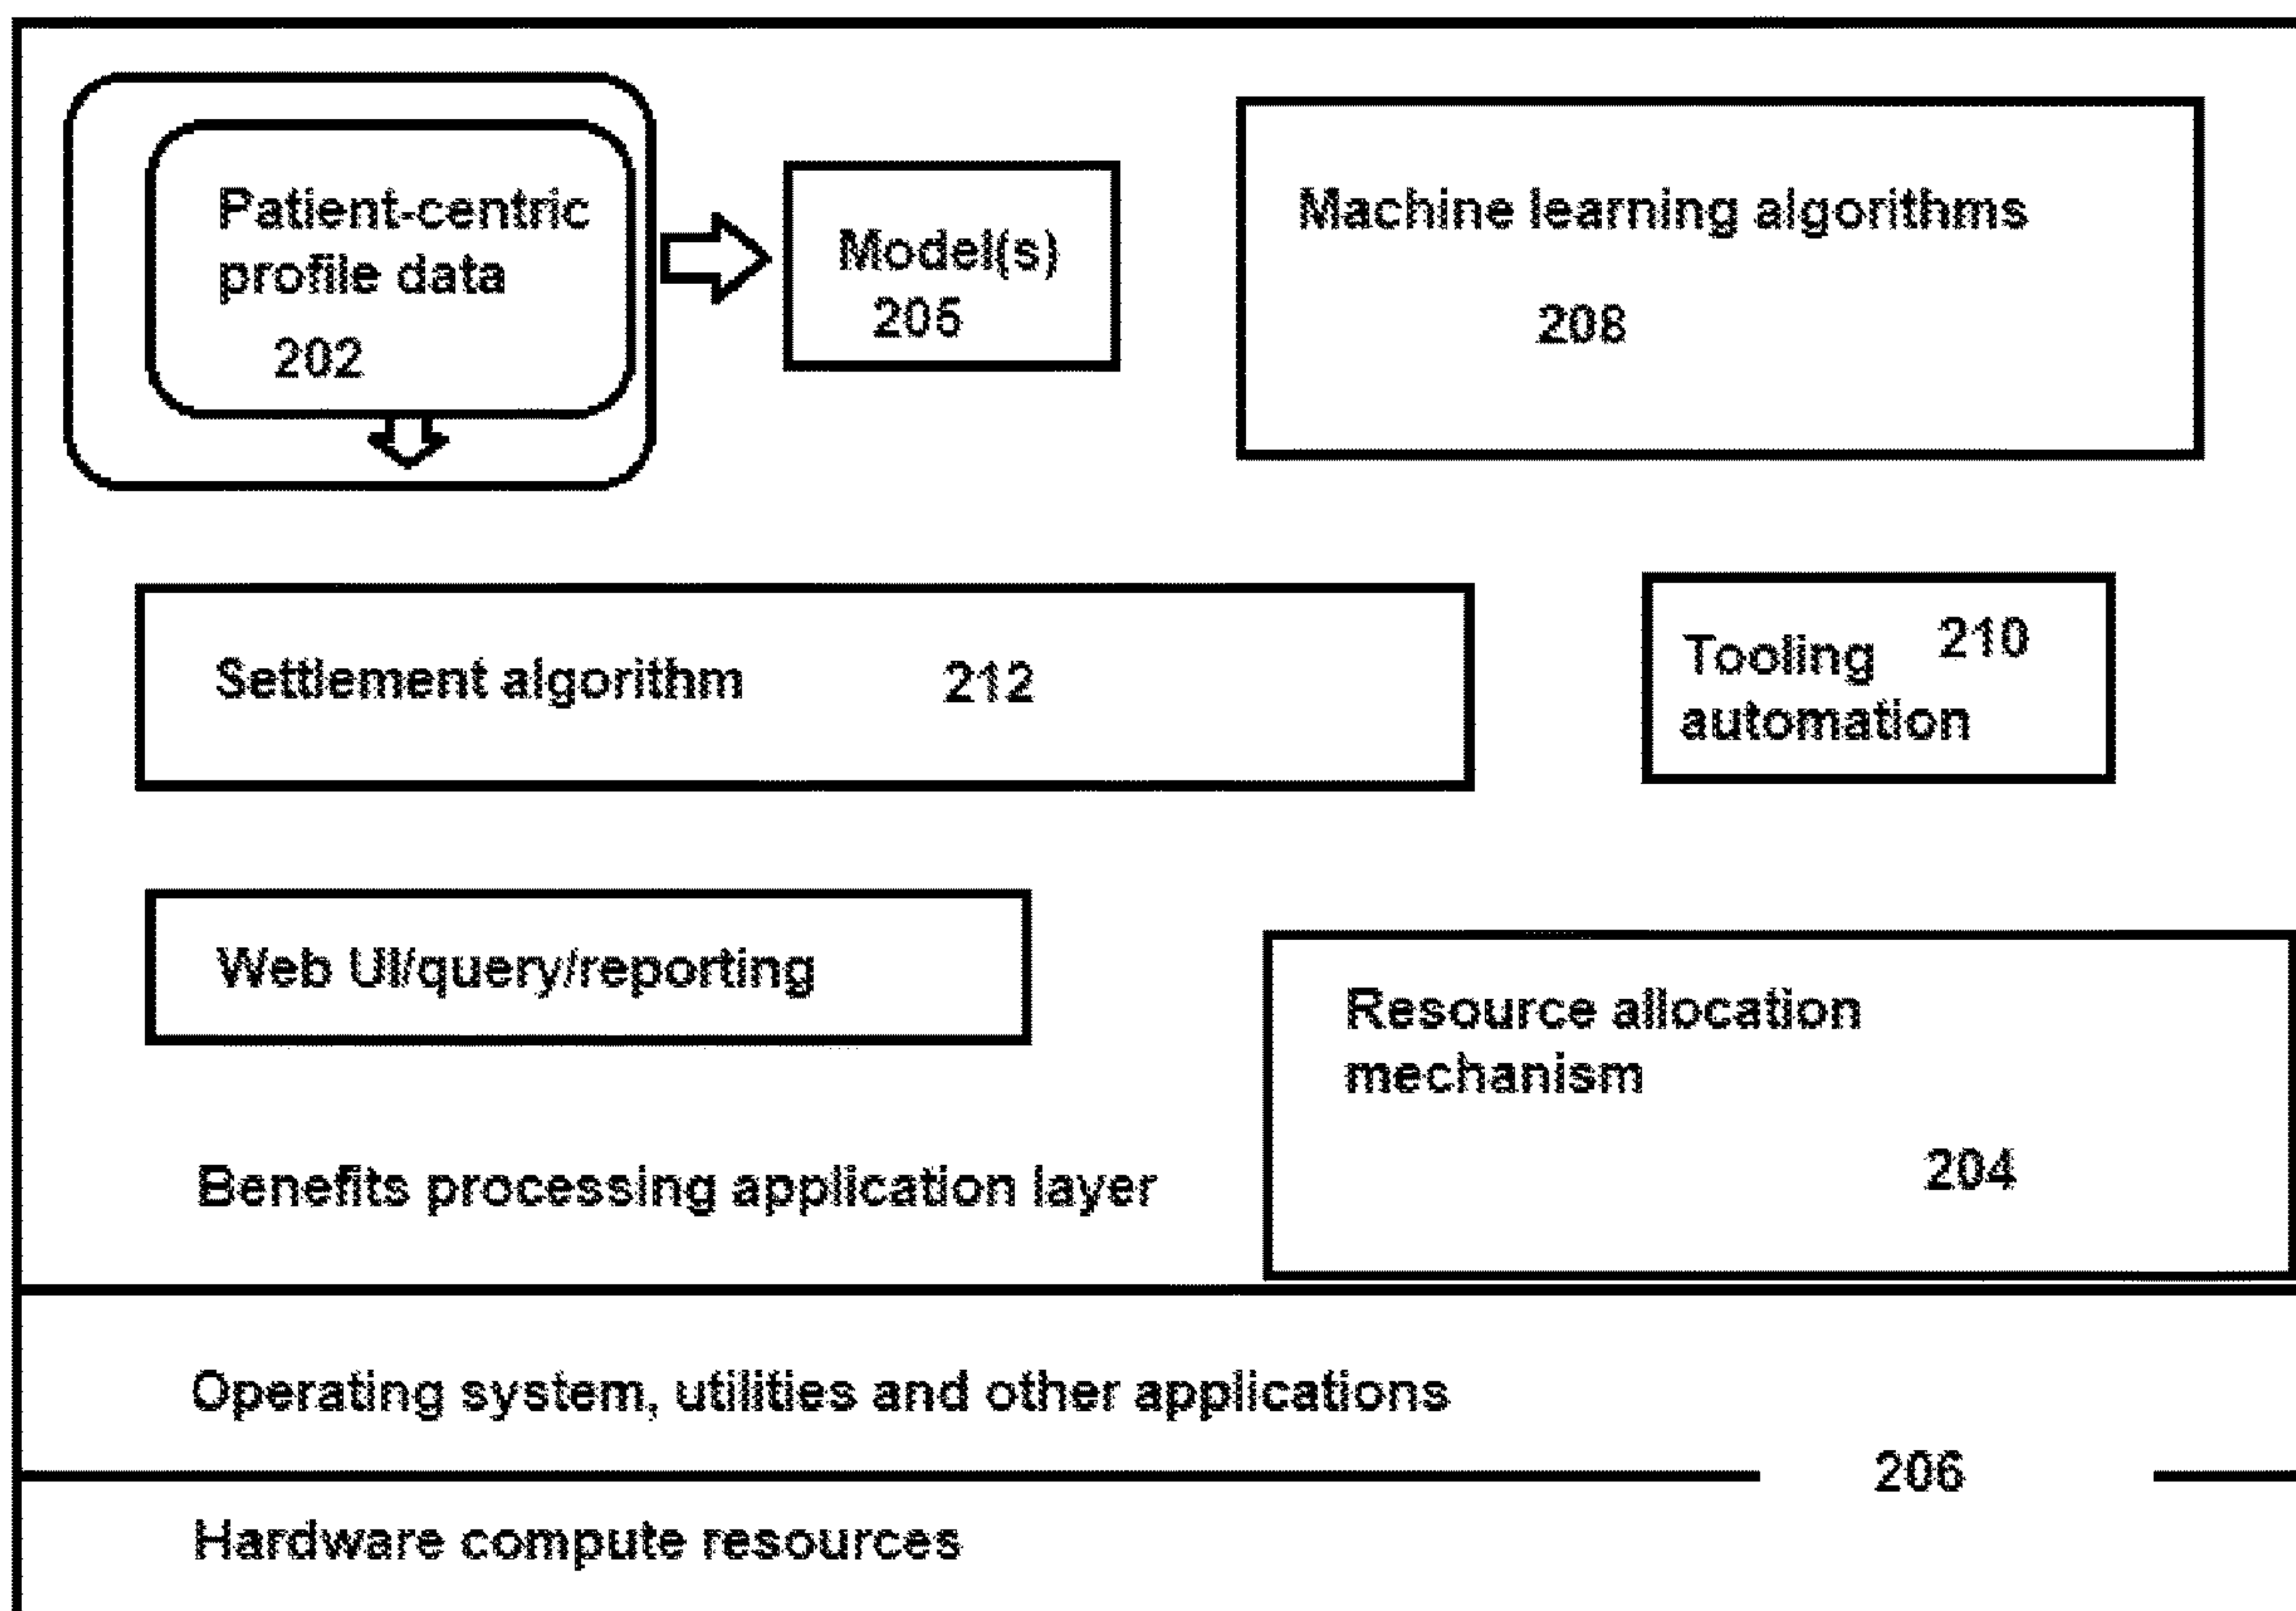 Patient-centric
profile data
202
Model(s)
205
Machine learning algorithms
208
Settlement algorithm 212
Tooling 210
automation
Web UI/query/reporting
Resource allocation
mechanism
204
Benefits processing application layer
Operating system, utilities and other applications
206
Hardware compute resources